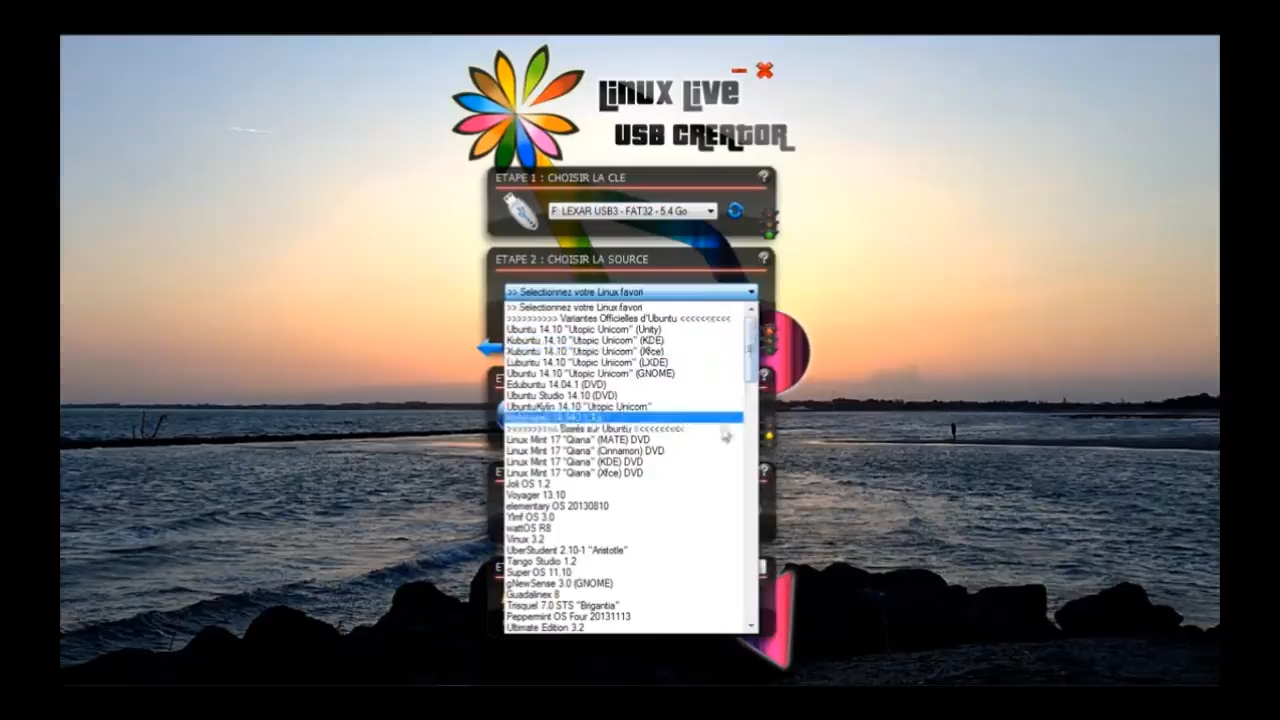 Linux Live
USB Creator
ETAPE 1 : CHOISIR LA CLE
?
F: LEXAR USB3 - FAT32 - 5.4 Go
ETAPE 2 : CHOISIR LA SOURCE
?
>> Selectionnez votre Linux favori
>> Selectionnez votre Linux favori
>>>>>>>>>> Variantes Officielles d'Ubuntu <<<<<<<<<<
Ubuntu 14.10 "Utopic Unicorn" (Unity)
Kubuntu 14.10 "Utopic Unicorn" (KDE)
Xubuntu 14.10 "Utopic Unicorn" (Xfce)
Lubuntu 14.10 "Utopic Unicorn" (LXDE)
Ubuntu 14.10 "Utopic Unicorn" (GNOME)
Edubuntu 14.04.1 (DVD)
Ubuntu Studio 14.10 (DVD)
UbuntuKylin 14.10 "Utopic Unicorn"
Basés sur Ubuntu
Linux Mint 17 "Qiana" (MATE) DVD
Linux Mint 17 "Qiana" (Cinnamon) DVD
Linux Mint 17 "Qiana" (KDE) DVD
Linux Mint 17 "Qiana" (Xfce) DVD
Joli OS 1.2
Voyager 13.10
elementary OS 20130810
Ylmf OS 3.0
wattOS R8
Vinux 3.2
UberStudent 2.10-1 "Aristotle"
Tango Studio 1.2
Super OS 11.10
gNewSense 3.0 (GNOME)
Guadalinex 8
Trisquel 7.0 STS "Brigantia"
Peppermint OS Four 20131113
Ultimate Edition 3.2